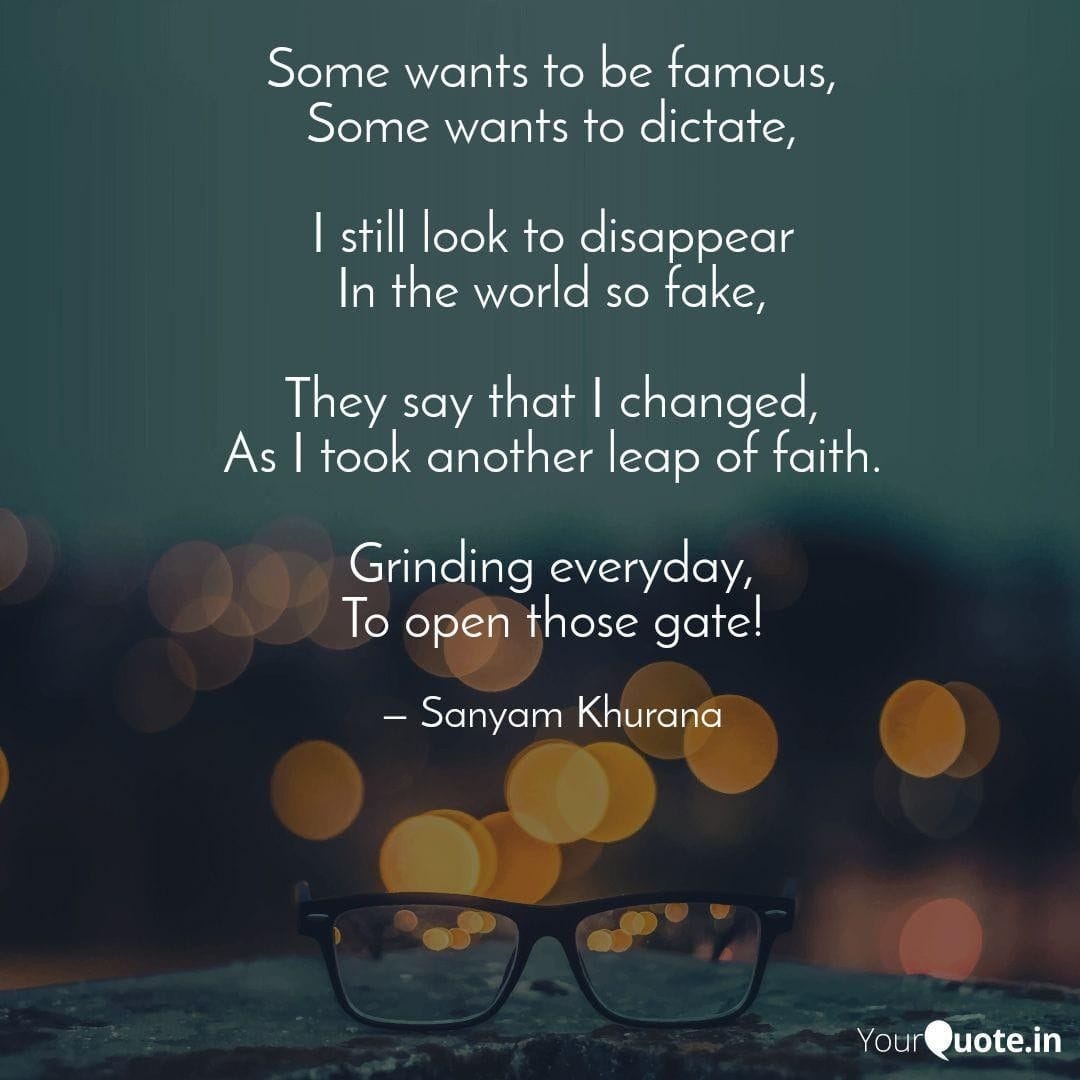 Some wants to be famous,
Some wants to dictate,
I still look to disappear
In the world so fake,
They say that I changed,
As I took another leap of faith.
Grinding everyday,
To open those gate!
– Sanyam Khurana
YourQuote.in